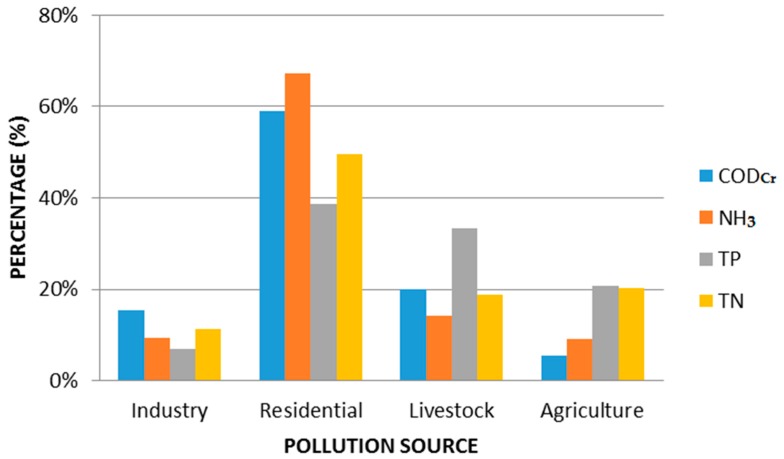 80%
60%
40%
20%
0%
PERCENTAGE (%)
Industry Residential Livestock Agriculture
POLLUTION SOURCE
CODCr
NH3
TP
TN